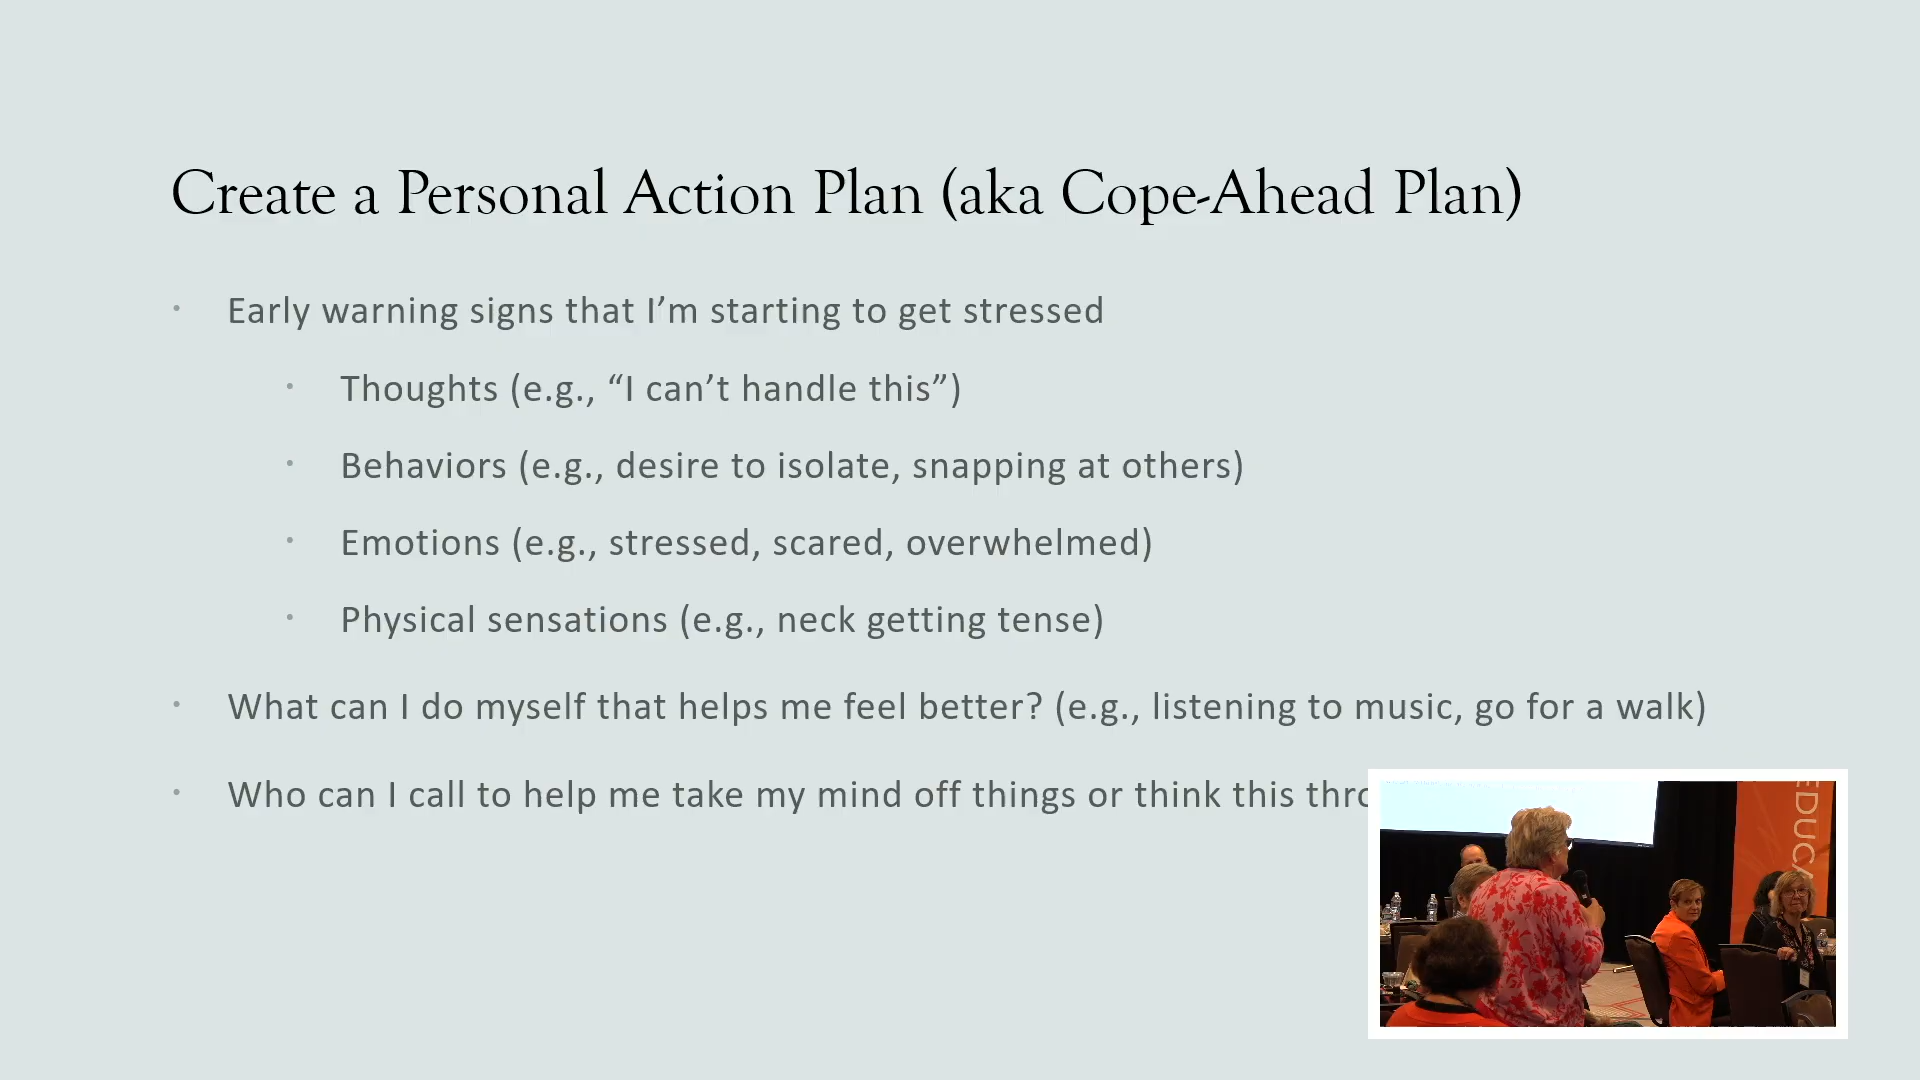 Create a Personal Action Plan (aka Cope-Ahead Plan)
· Early warning signs that I’m starting to get stressed
· Thoughts (e.g., “I can’t handle this”)
· Behaviors (e.g., desire to isolate, snapping at others)
· Emotions (e.g., stressed, scared, overwhelmed)
· Physical sensations (e.g., neck getting tense)
· What can I do myself that helps me feel better? (e.g., listening to music, go for a walk)
· Who can I call to help me take my mind off things or think this
EDUCA